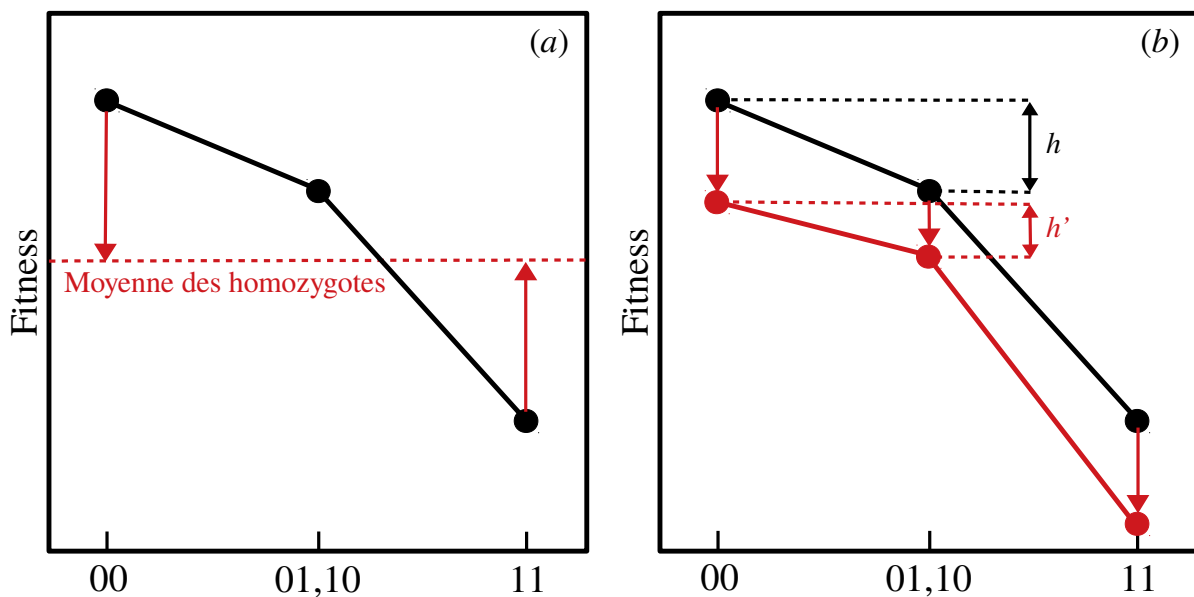 (a)
Fitness
Moyenne des homozygotes
00
01,10
11
(b)
Fitness
h
h’
00
01,10
11